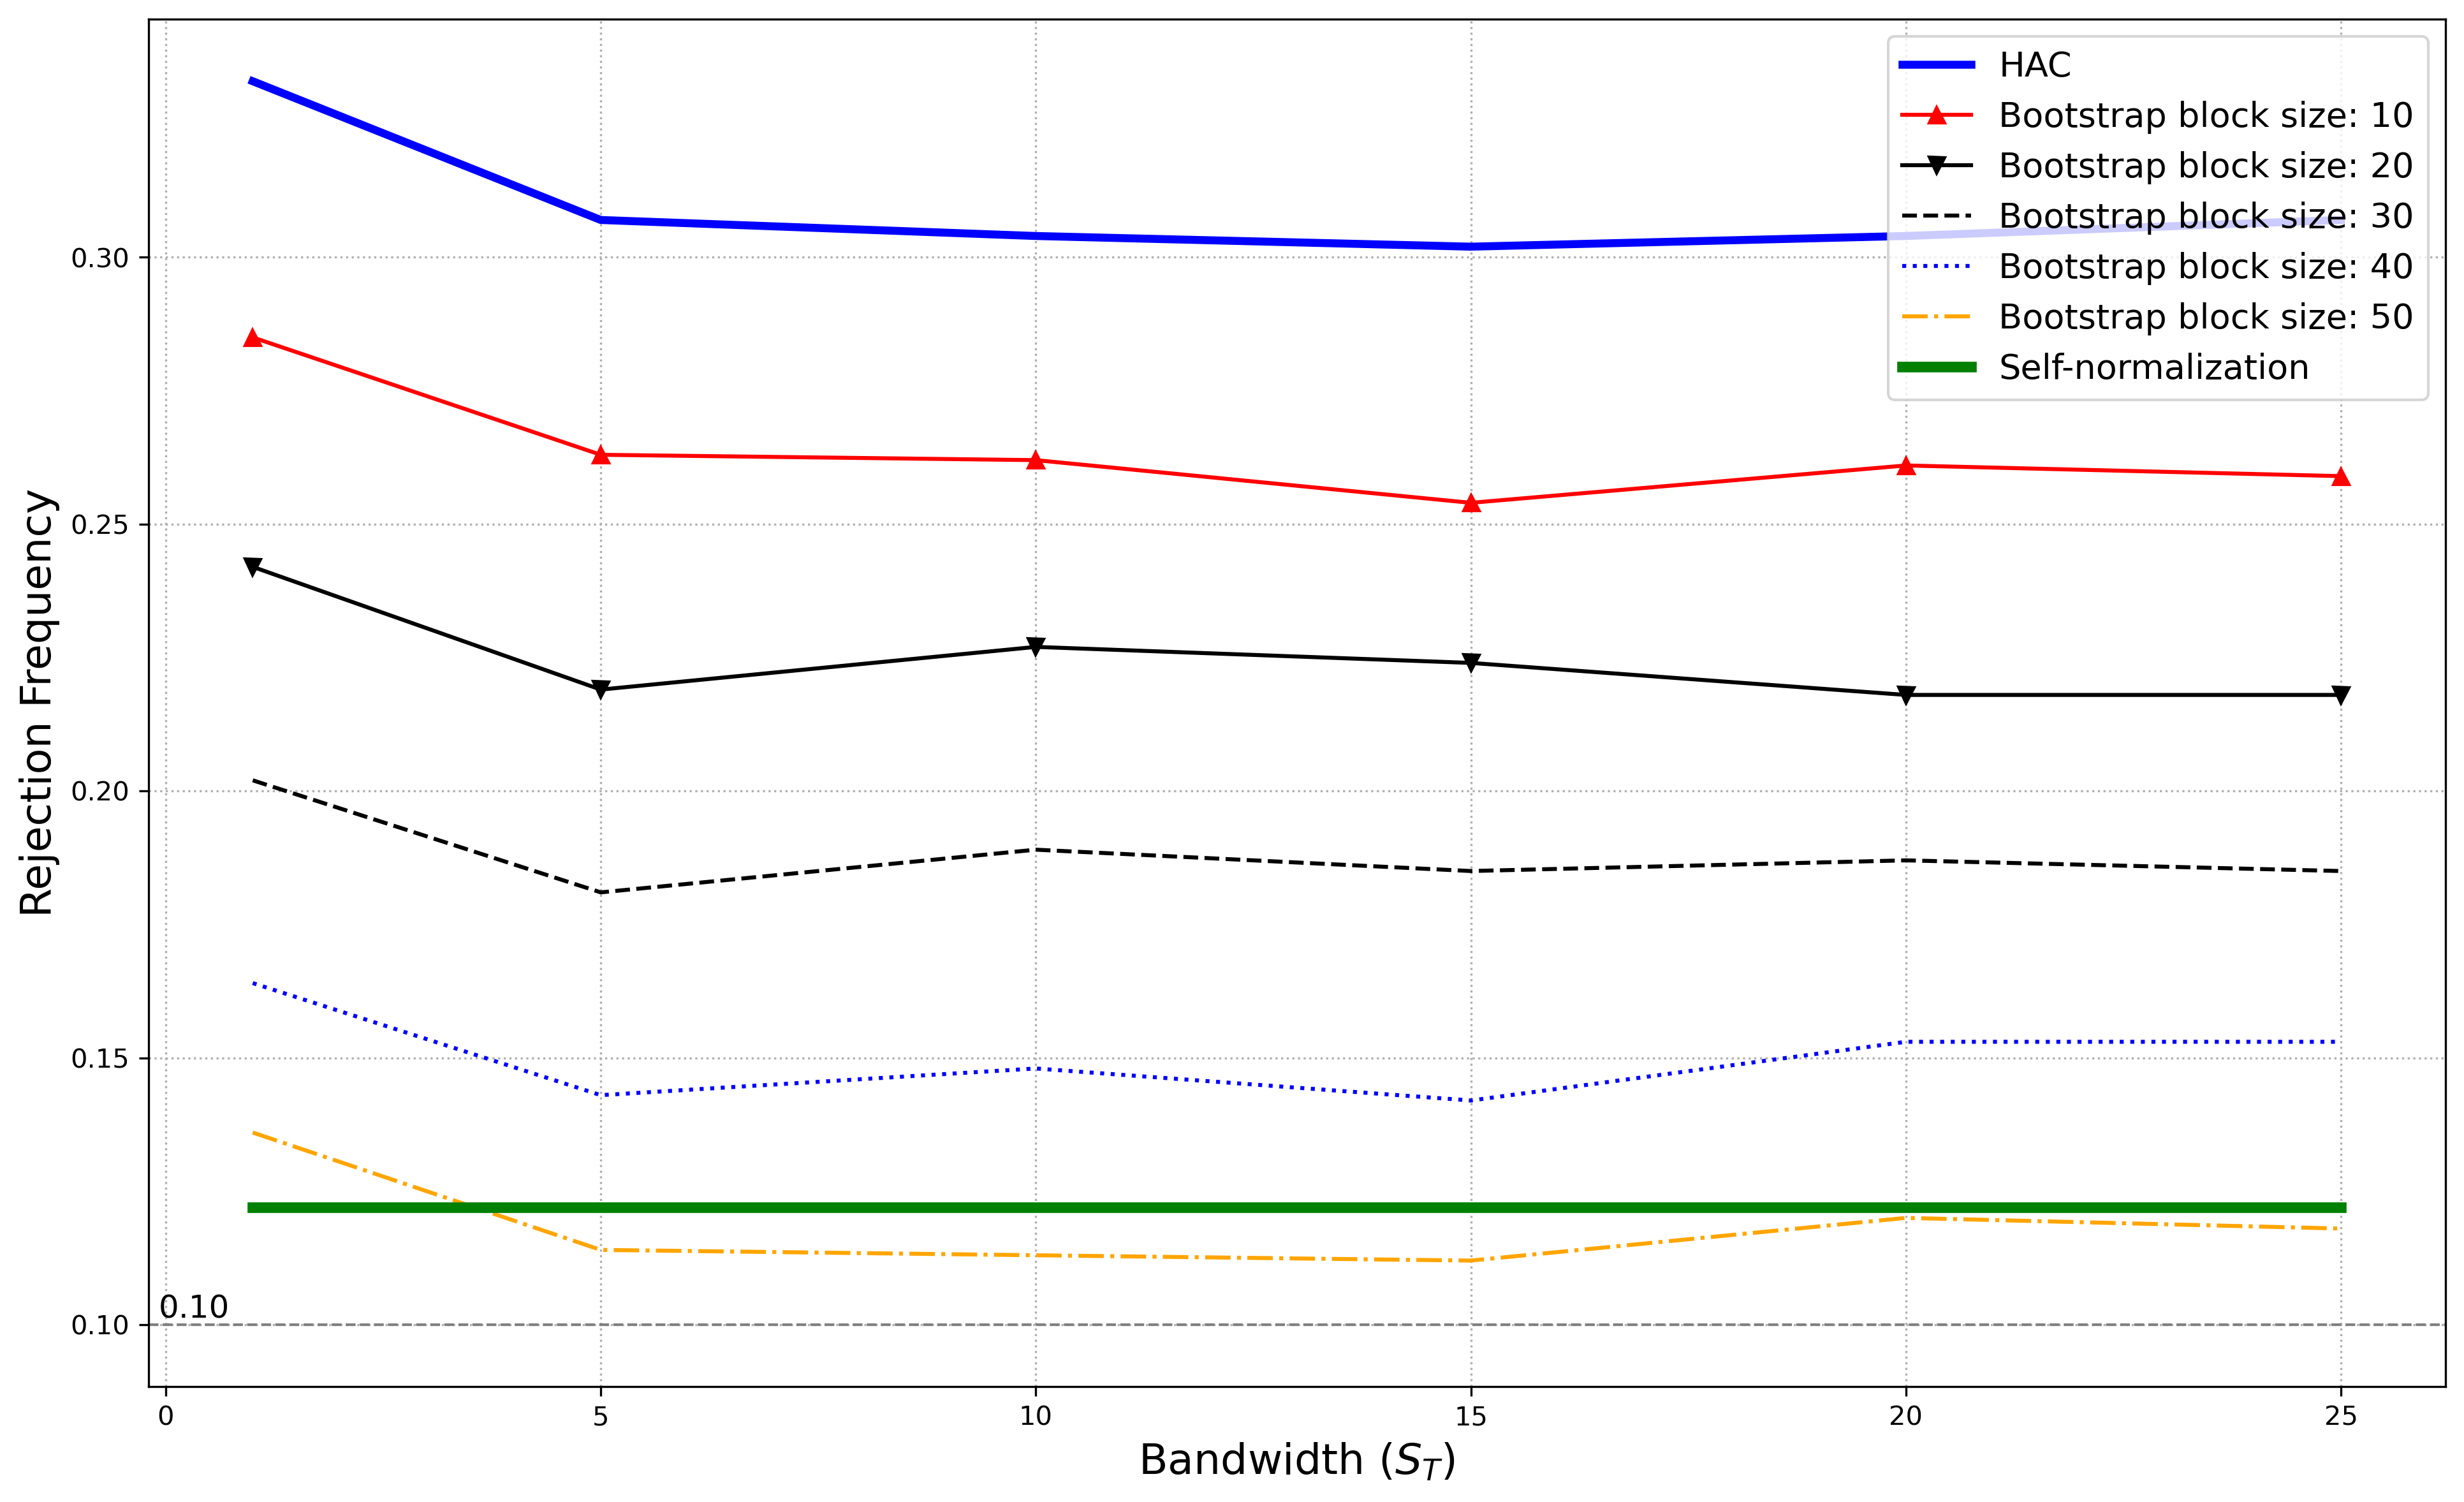 HAC
Bootstrap block size: 10
Bootstrap block size: 20
Bootstrap block size: 30
Bootstrap block size: 40
Bootstrap block size: 50
Self-normalization
Rejection Frequency
0.30
0.25
0.20
0.15
0.10
0.10
0 5 10 15 20 25
Bandwidth (S_T)